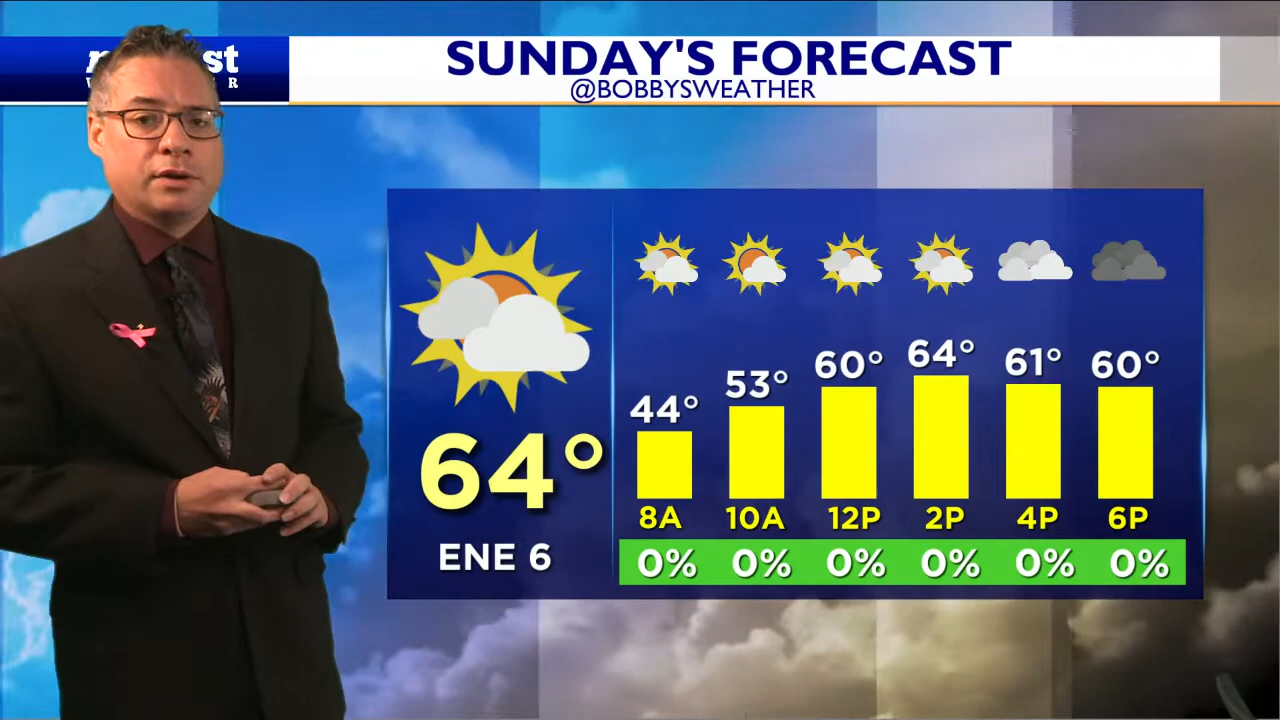 SUNDAY'S FORECAST
@BOBBYSWEATHER
44° 53° 60° 64° 61° 60°
64°
8A 10A 12P 2P 4P 6P
ENE 6
0% 0% 0% 0% 0% 0%